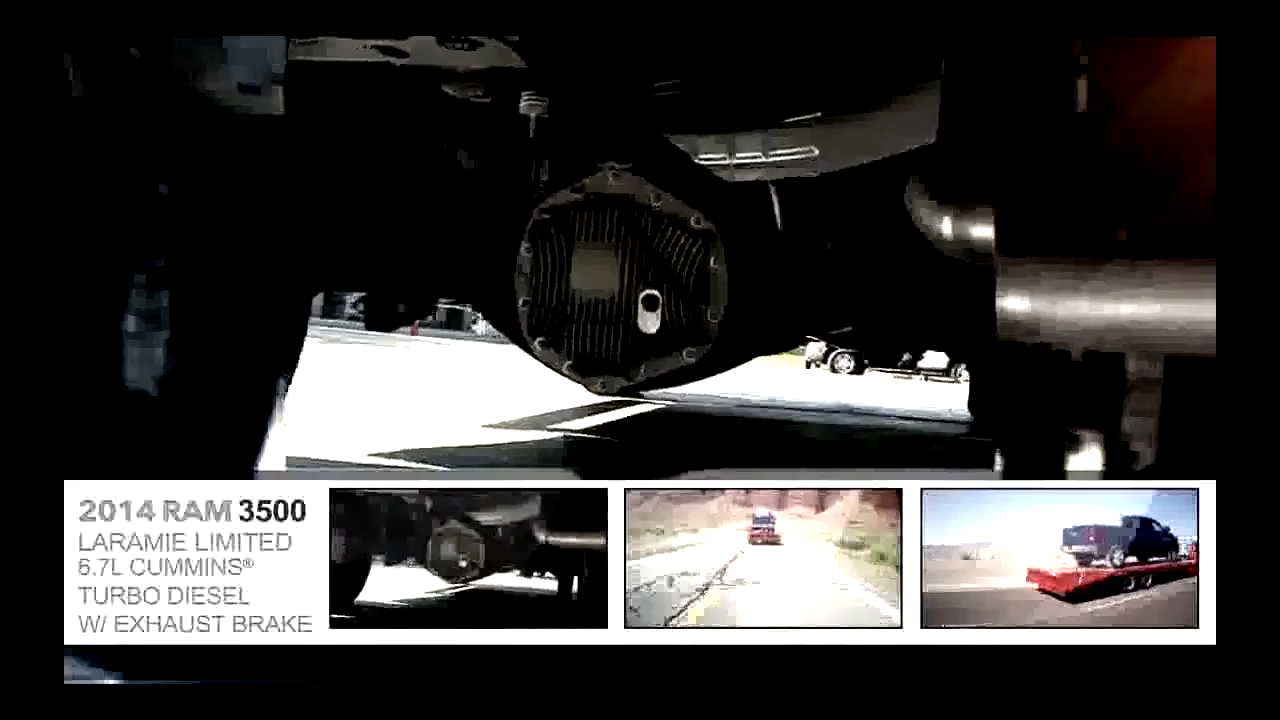 2014 RAM 3500
LARAMIE LIMITED
6.7L CUMMINS®
TURBO DIESEL
W/ EXHAUST BRAKE